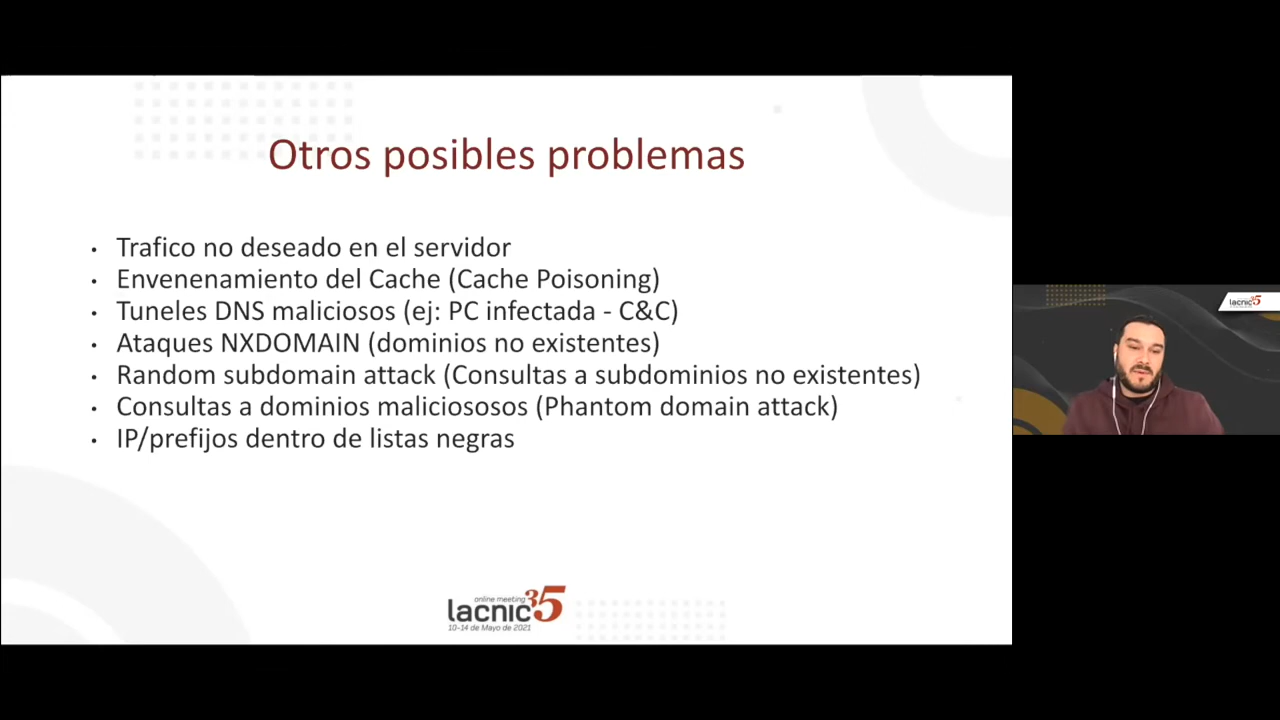 Otros posibles problemas
• Trafico no deseado en el servidor
• Envenenamiento del Cache (Cache Poisoning)
• Tuneles DNS maliciosos (ej: PC infectada - C&C)
• Ataques NXDOMAIN (dominios no existentes)
• Random subdomain attack (Consultas a subdominios no existentes)
• Consultas a dominios maliciososos (Phantom domain attack)
• IP/prefijos dentro de listas negras
online meeting
lacnic35
10-14 de Mayo de 2021
lacnic35